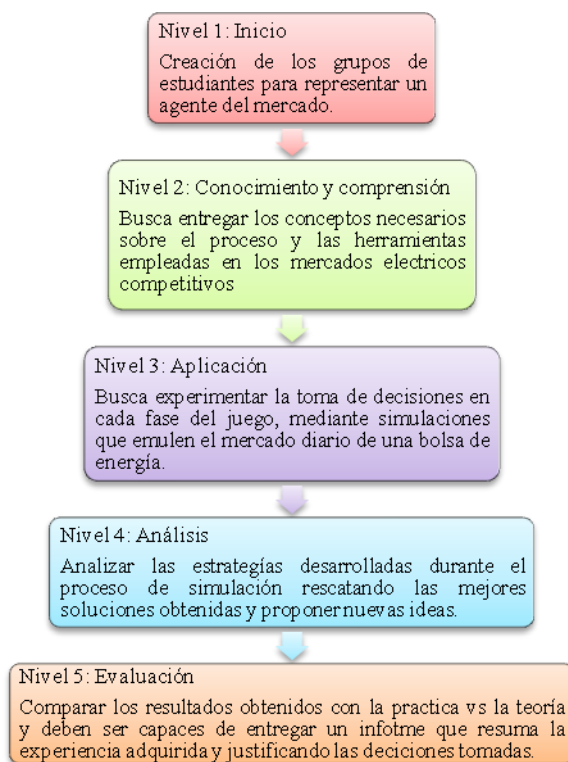 Nivel 1: Inicio
Creación de los grupos de
estudiantes para representar un
agente del mercado.
Nivel 2: Conocimiento y comprensión
Busca entregar los conceptos necesarios
sobre el proceso y las herramientas
empleadas en los mercados electricos
competitivos
Nivel 3: Aplicación
Busca experimentar la toma de decisiones en
cada fase del juego, mediante simulaciones
que emulen el mercado diario de una bolsa de
energía.
Nivel 4: Análisis
Analizar las estrategías desarrolladas durante el
proceso de simulación rescatando las mejores
soluciones obtenidas y proponer nuevas ideas.
Nivel 5: Evaluación
Comparar los resultados obtenidos con la practica vs la teoría
y deben ser capaces de entregar un infotme que resuma la
experiencia adquirida y justificando las deciciones tomadas.